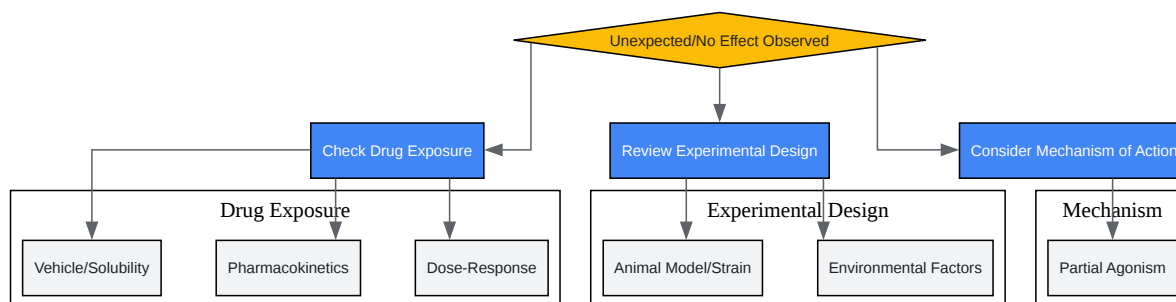 Unexpected/No Effect Observed
Check Drug Exposure
Review Experimental Design
Consider Mechanism of Action
Drug Exposure
Experimental Design
Mechanism
Vehicle/Solubility
Pharmacokinetics
Dose-Response
Animal Model/Strain
Environmental Factors
Partial Agonism